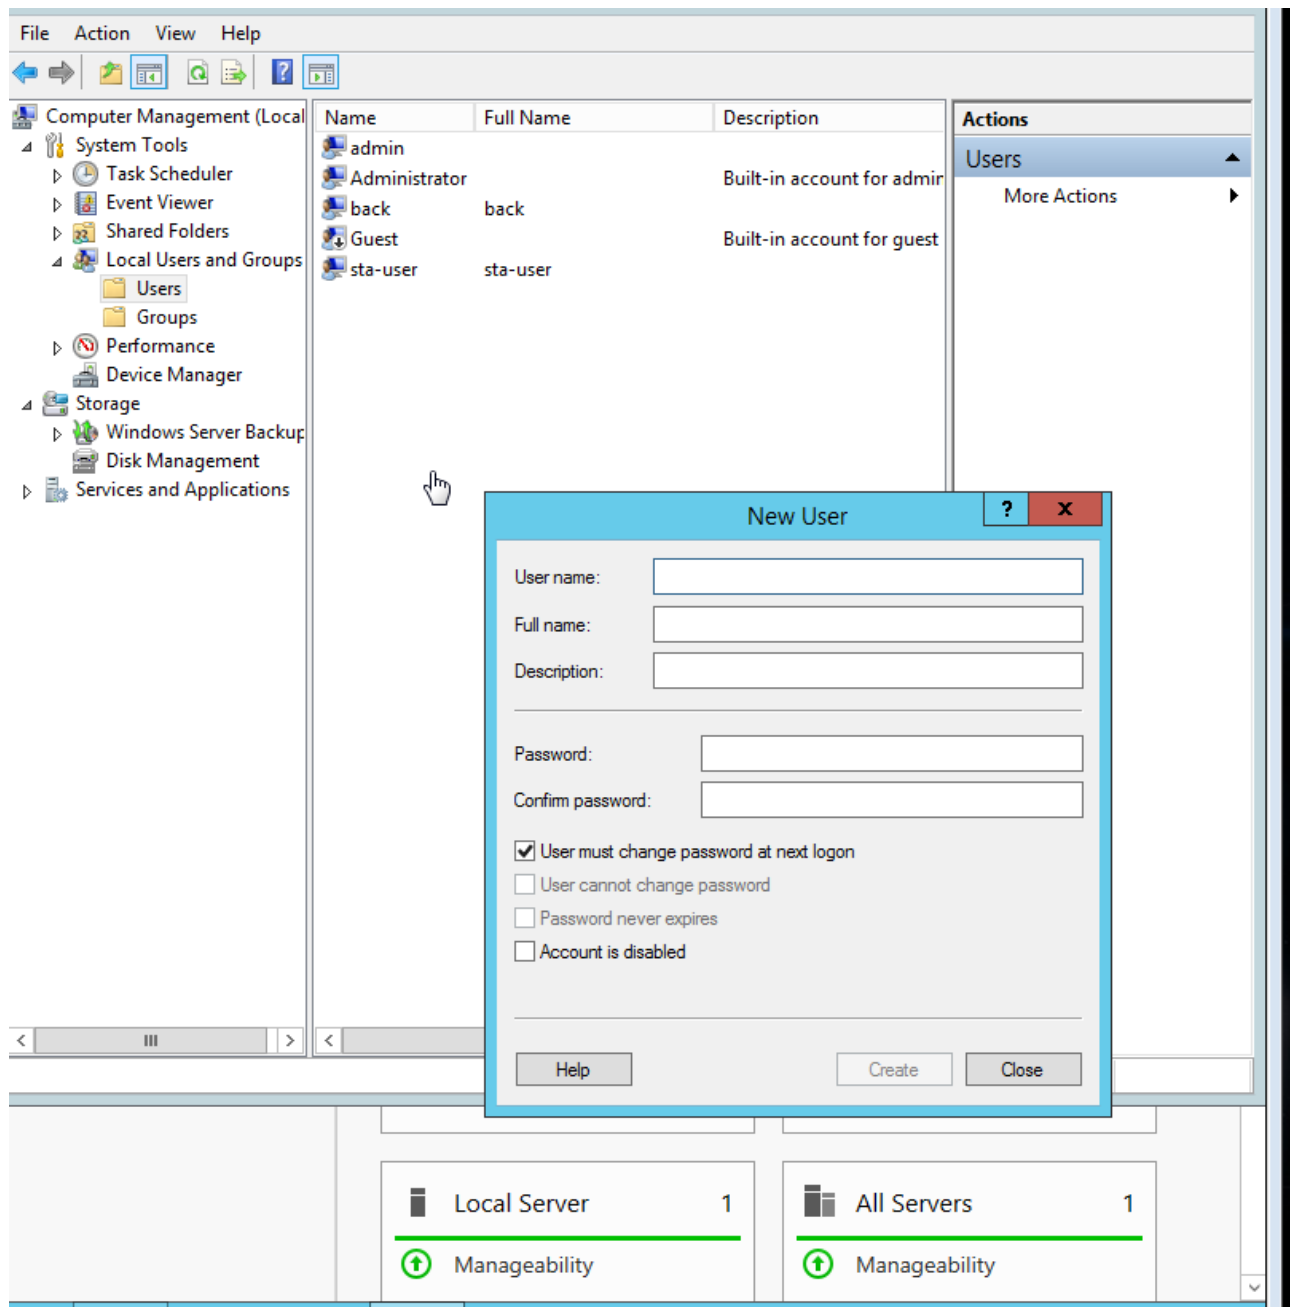 File Action View Help
Computer Management (Local
System Tools
Task Scheduler
Event Viewer
Shared Folders
Local Users and Groups
Users
Groups
Performance
Device Manager
Storage
Windows Server Backup
Disk Management
Services and Applications
Name Full Name Description
admin
Administrator Built-in account for admin
back back
Guest Built-in account for guest
sta-user sta-user
Actions
Users
More Actions
New User
? x
User name:
Full name:
Description:
Password:
Confirm password:
User must change password at next logon
User cannot change password
Password never expires
Account is disabled
Help Create Close
Local Server 1
Manageability
All Servers 1
Manageability